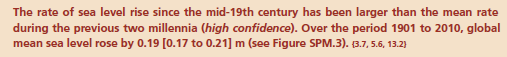 The rate of sea level rise since the mid-19th century has been larger than the mean rate
during the previous two millennia (high confidence). Over the period 1901 to 2010, global
mean sea level rose by 0.19 [0.17 to 0.21] m (see Figure SPM.3). {3.7, 5.6, 13.2}